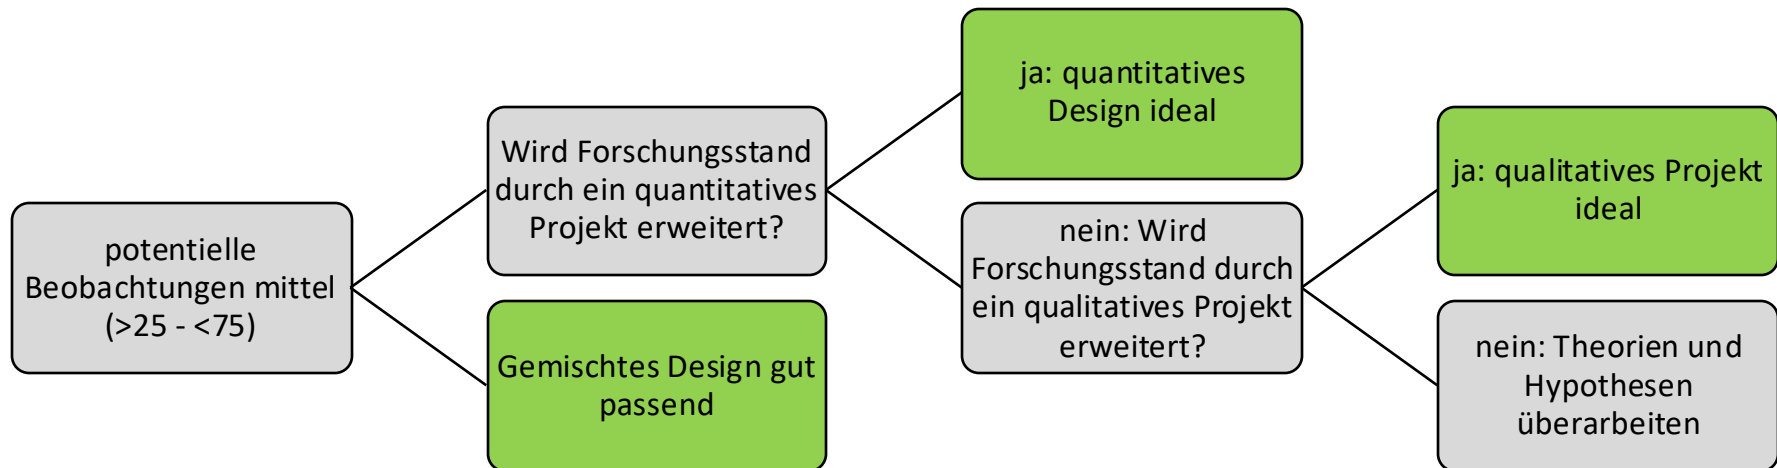 potentielle
Beobachtungen mittel
(>25 - <75)
Wird Forschungsstand
durch ein quantitatives
Projekt erweitert?
Gemischtes Design gut
passend
ja: quantitatives
Design ideal
nein: Wird
Forschungsstand durch
ein qualitatives Projekt
erweitert?
ja: qualitatives Projekt
ideal
nein: Theorien und
Hypothesen
überarbeiten